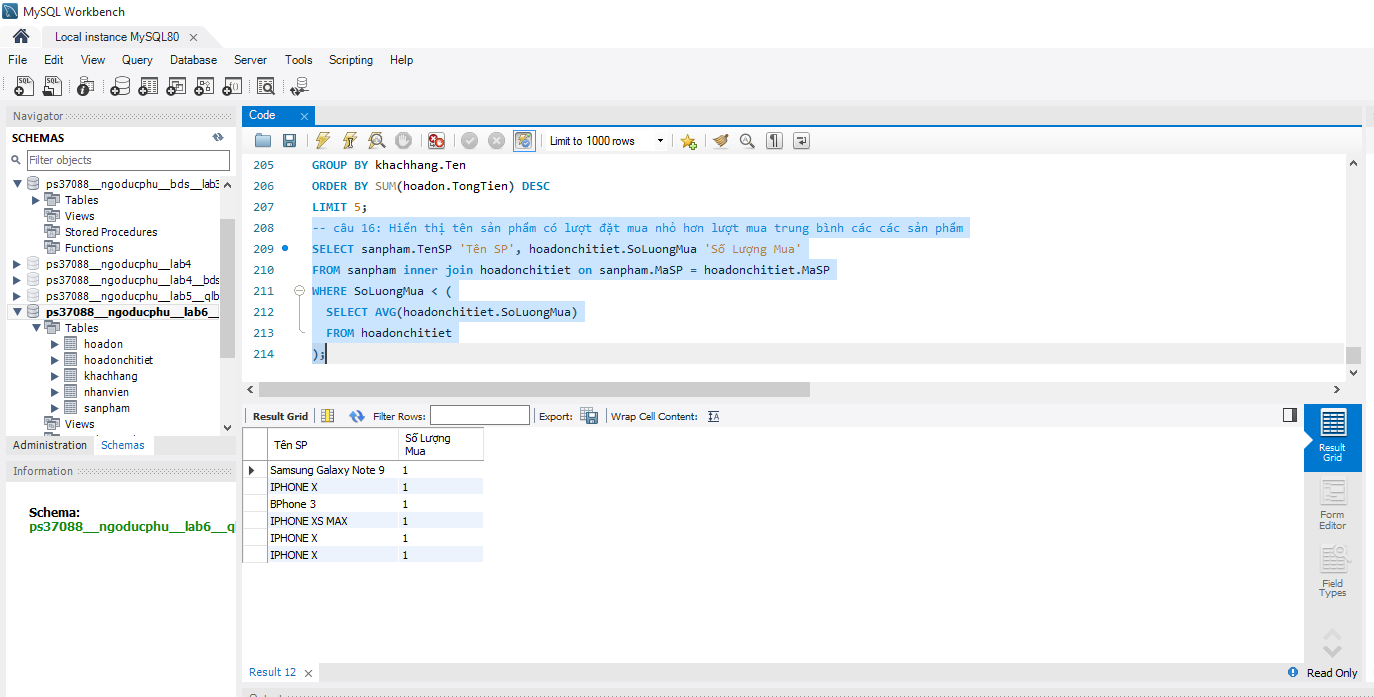 MySQL Workbench
Local instance MySQL80
File Edit View Query Database Server Tools Scripting Help
Navigator
SCHEMAS
Filter objects
ps37088__ngoducphu__bds__lab3
Tables
Views
Stored Procedures
Functions
ps37088__ngoducphu__lab4
ps37088__ngoducphu__lab4__bds
ps37088__ngoducphu__lab5__qlb
ps37088__ngoducphu__lab6__
Tables
hoadon
hoadonchitiet
khachhang
nhanvien
sanpham
Views
Administration Schemas
Information
Schema:
ps37088__ngoducphu__lab6__q
Code
Limit to 1000 rows
205 GROUP BY khachhang.Ten
206 ORDER BY SUM(hoadon.TongTien) DESC
207 LIMIT 5;
208 -- câu 16: Hiển thị tên sản phẩm có lượt đặt mua nhỏ hơn lượt mua trung bình các các sản phẩm
209 SELECT sanpham.TenSP 'Tên SP', hoadonchitiet.SoLuongMua 'Số Lượng Mua'
210 FROM sanpham inner join hoadonchitiet on sanpham.MaSP = hoadonchitiet.MaSP
211 WHERE SoLuongMua < (
212 SELECT AVG(hoadonchitiet.SoLuongMua)
213 FROM hoadonchitiet
214 );
Result Grid Filter Rows: Export: Wrap Cell Content:
Tên SP Số Lượng
Mua
Samsung Galaxy Note 9 1
IPHONE X 1
BPhone 3 1
IPHONE XS MAX 1
IPHONE X 1
IPHONE X 1
Result
Grid
Form
Editor
Field
Types
Result 12
Read Only